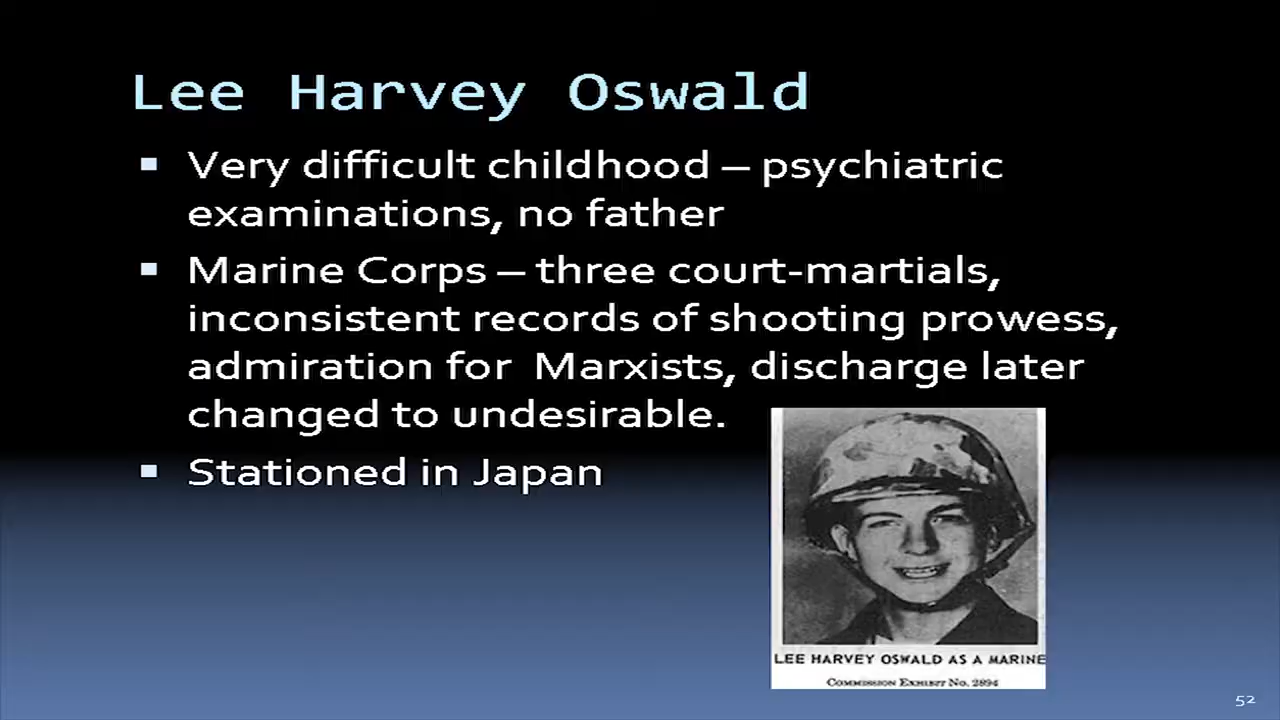 Lee Harvey Oswald
▪ Very difficult childhood – psychiatric
examinations, no father
▪ Marine Corps – three court-martials,
inconsistent records of shooting prowess,
admiration for Marxists, discharge later
changed to undesirable.
▪ Stationed in Japan
LEE HARVEY OSWALD AS A MARINE
COMMISSION EXHIBIT NO. 2894
52